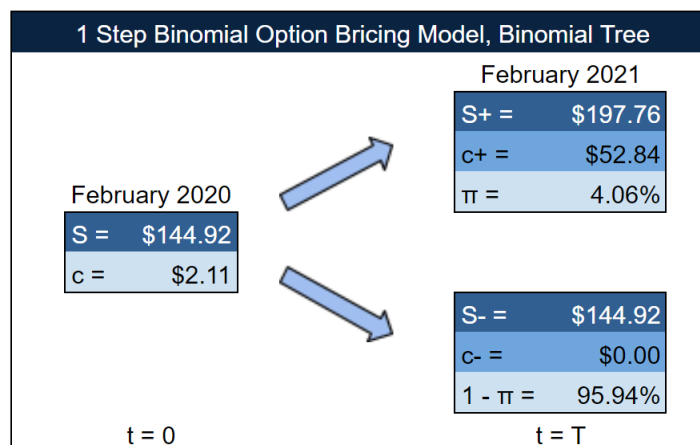 1 Step Binomial Option Bricing Model, Binomial Tree
February 2021
S+ = $197.76
c+ = $52.84
π = 4.06%
February 2020
S = $144.92
c = $2.11
S- = $144.92
c- = $0.00
1 - π = 95.94%
t = 0 t = T